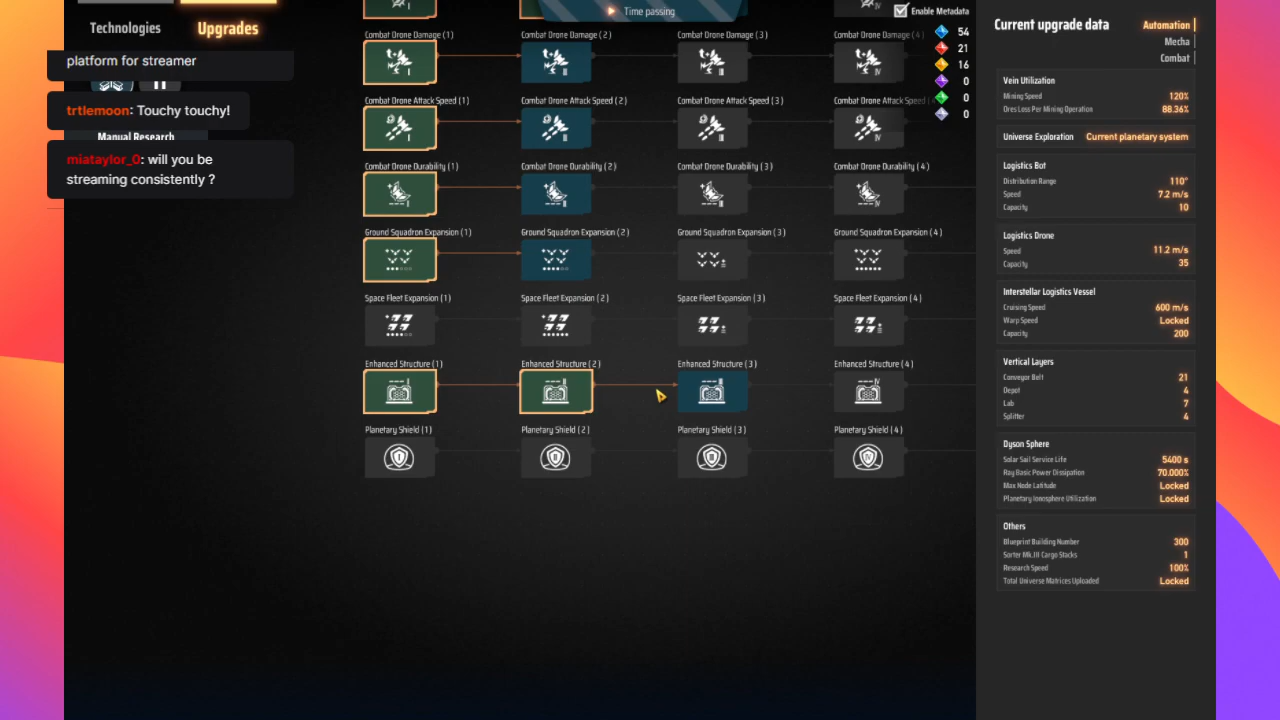 Technologies
Upgrades
platform for streamer
trtlemoon: Touchy touchy!
Manual Research
miataylor_0: will you be
streaming consistently ?
Time passing
Enable Metadata
54
21
16
0
0
0
Combat Drone Damage (1)
Combat Drone Damage (2)
Combat Drone Damage (3)
Combat Drone Damage (4)
Combat Drone Attack Speed (1)
Combat Drone Attack Speed (2)
Combat Drone Attack Speed (3)
Combat Drone Attack Speed
Combat Drone Durability (1)
Combat Drone Durability (2)
Combat Drone Durability (3)
Combat Drone Durability (4)
Ground Squadron Expansion (1)
Ground Squadron Expansion (2)
Ground Squadron Expansion (3)
Ground Squadron Expansion (4)
Space Fleet Expansion (1)
Space Fleet Expansion (2)
Space Fleet Expansion (3)
Space Fleet Expansion (4)
Enhanced Structure (1)
Enhanced Structure (2)
Enhanced Structure (3)
Enhanced Structure (4)
Planetary Shield (1)
Planetary Shield (2)
Planetary Shield (3)
Planetary Shield (4)
Current upgrade data
Automation
Mecha
Combat
Vein Utilization
Mining Speed 120%
Ores Loss Per Mining Operation 88.36%
Universe Exploration Current planetary system
Logistics Bot
Distribution Range 110°
Speed 7.2 m/s
Capacity 10
Logistics Drone
Speed 11.2 m/s
Capacity 35
Interstellar Logistics Vessel
Cruising Speed 600 m/s
Warp Speed Locked
Capacity 200
Vertical Layers
Conveyor Belt 21
Depot 4
Lab 7
Splitter 4
Dyson Sphere
Solar Sail Service Life 5400 s
Ray Basic Power Dissipation 70.000%
Max Node Latitude Locked
Planetary Ionosphere Utilization Locked
Others
Blueprint Building Number 300
Sorter Mk.III Cargo Stacks 1
Research Speed 100%
Total Universe Matrices Uploaded Locked